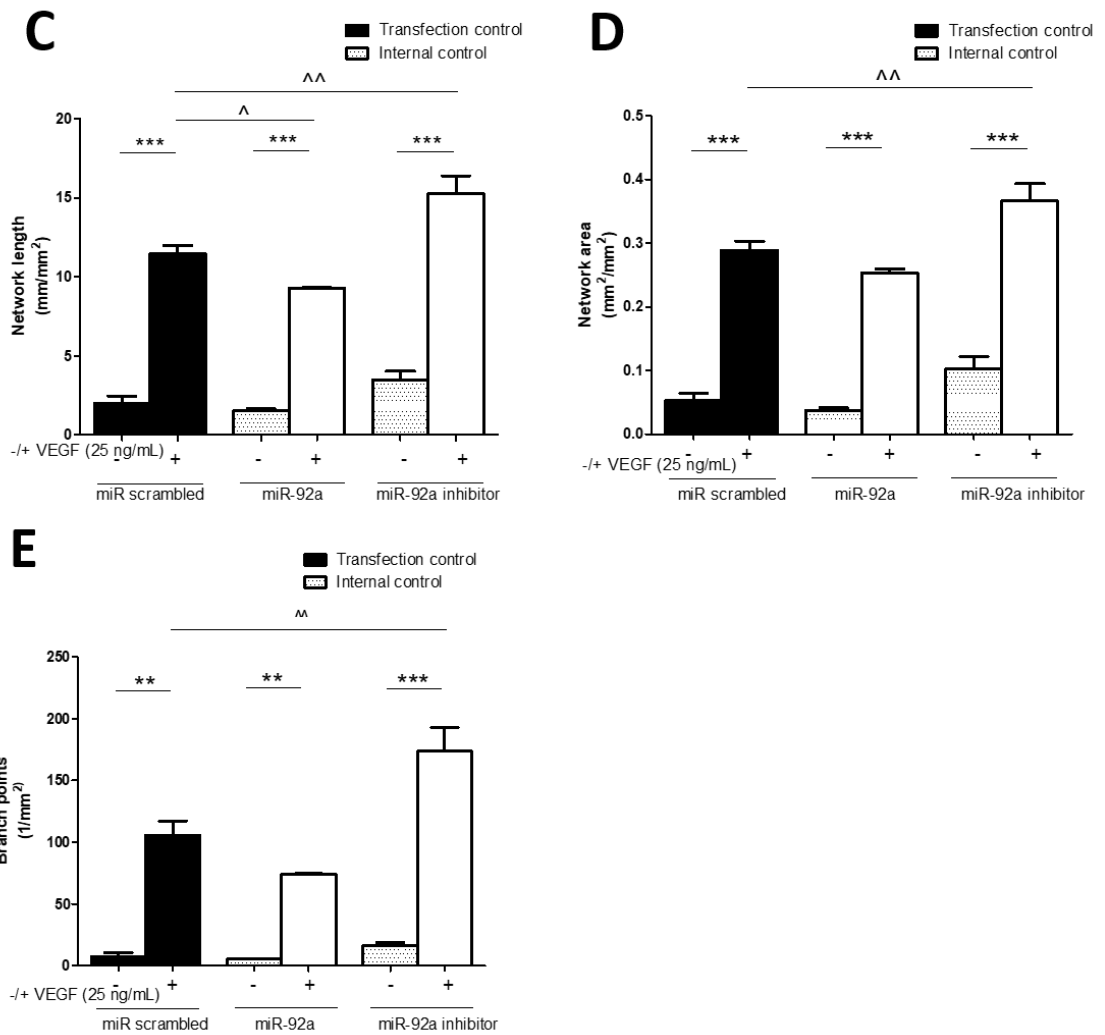 C
Transfection control
Internal control
^^
^
*** *** ***
20
15
10
5
0
Network length
(mm/mm²)
-/+ VEGF (25 ng/mL)
- + - + - +
miR scrambled miR-92a miR-92a inhibitor
D
Transfection control
Internal control
^^
*** *** ***
0.5
0.4
0.3
0.2
0.1
0.0
Network area
(mm²/mm²)
-/+ VEGF (25 ng/mL)
- + - + - +
miR scrambled miR-92a miR-92a inhibitor
E
Transfection control
Internal control
^^
** ** ***
250
200
150
100
50
0
Branch points
(1/mm²)
-/+ VEGF (25 ng/mL)
- + - + - +
miR scrambled miR-92a miR-92a inhibitor